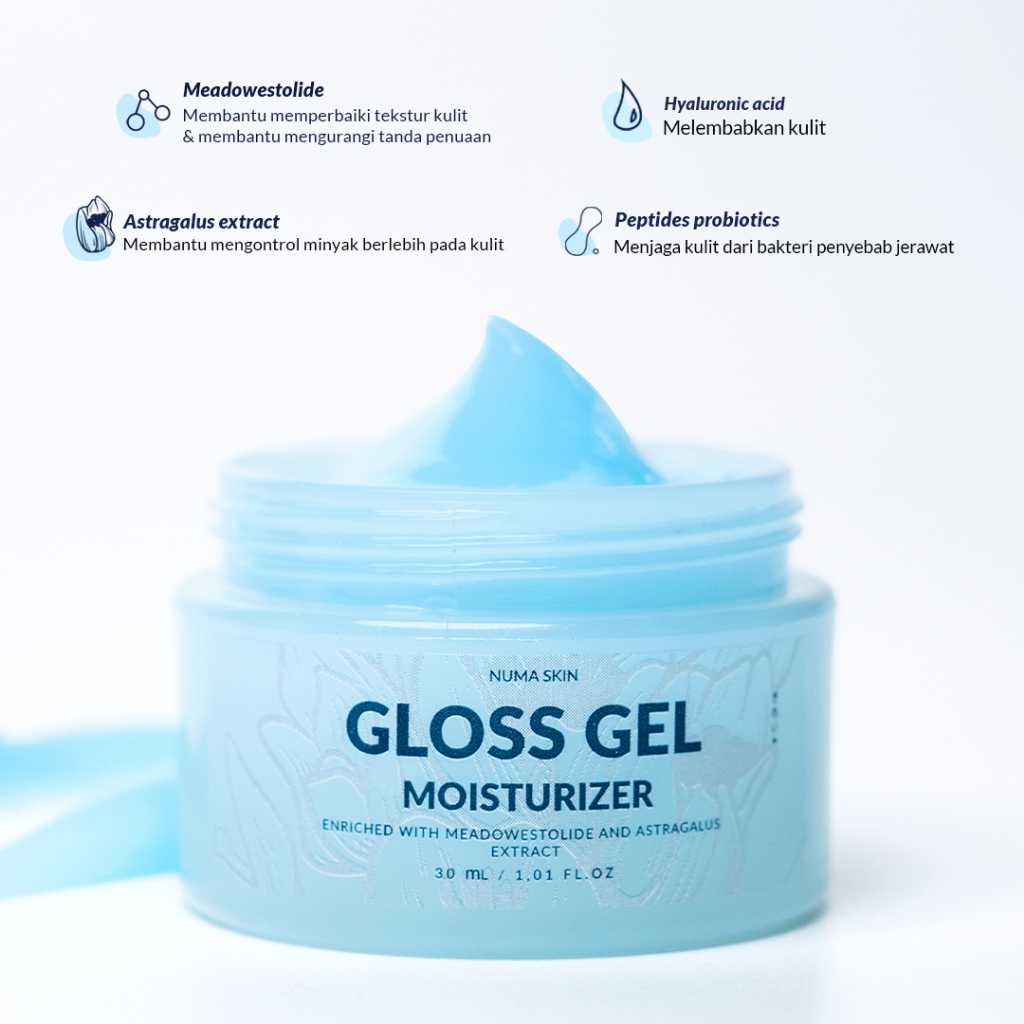 Meadowestolide
Membantu memperbaiki tekstur kulit
& membantu mengurangi tanda penuaan
Hyaluronic acid
Melembabkan kulit
Astragalus extract
Membantu mengontrol minyak berlebih pada kulit
Peptides probiotics
Menjaga kulit dari bakteri penyebab jerawat
NUMA SKIN
GLOSS GEL
MOISTURIZER
ENRICHED WITH MEADOWESTOLIDE AND ASTRAGALUS
EXTRACT
30 mL / 1,01 FL.OZ